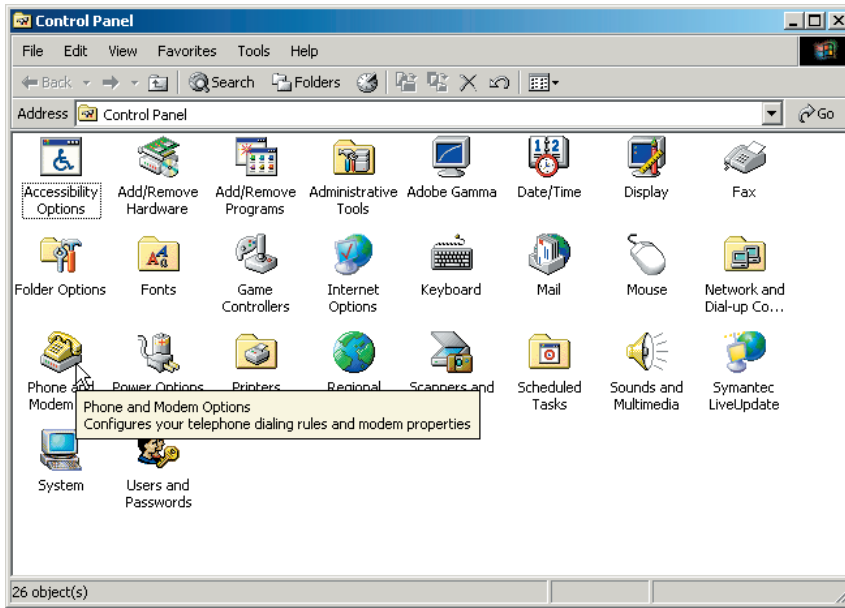 Control Panel
File Edit View Favorites Tools Help
Back Search Folders
Address Control Panel Go
Accessibility Options
Add/Remove Hardware
Add/Remove Programs
Administrative Tools
Adobe Gamma
Date/Time
Display
Fax
Folder Options
Fonts
Game Controllers
Internet Options
Keyboard
Mail
Mouse
Network and Dial-up Co...
Phone and Modem
Power Options
Printers
Regional
Scanners and
Scheduled Tasks
Sounds and Multimedia
Symantec LiveUpdate
Phone and Modem Options
Configures your telephone dialing rules and modem properties
System
Users and Passwords
26 object(s)